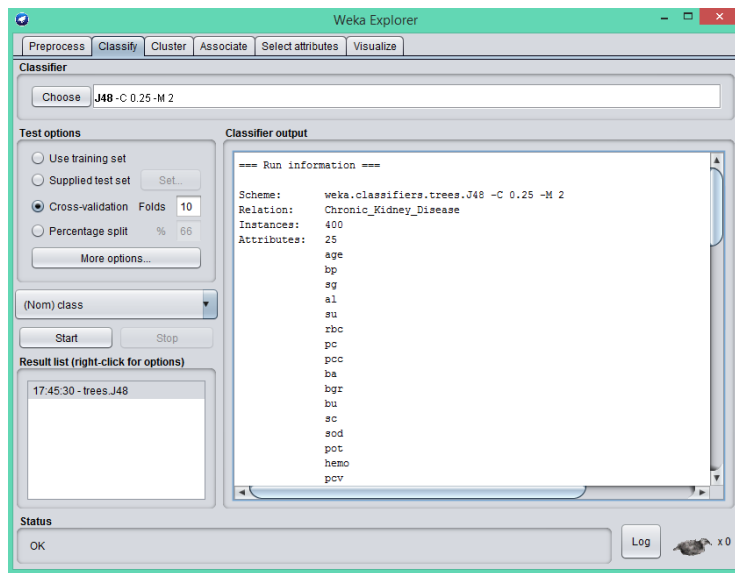 Weka Explorer
Preprocess Classify Cluster Associate Select attributes Visualize
Classifier
Choose J48 -C 0.25 -M 2
Test options
Use training set
Supplied test set Set...
Cross-validation Folds 10
Percentage split % 66
More options...
(Nom) class
Start Stop
Result list (right-click for options)
17:45:30 - trees.J48
Classifier output
=== Run information ===
Scheme: weka.classifiers.trees.J48 -C 0.25 -M 2
Relation: Chronic_Kidney_Disease
Instances: 400
Attributes: 25
age
bp
sg
al
su
rbc
pc
pcc
ba
bgr
bu
sc
sod
pot
hemo
pcv
Status
OK
Log x 0